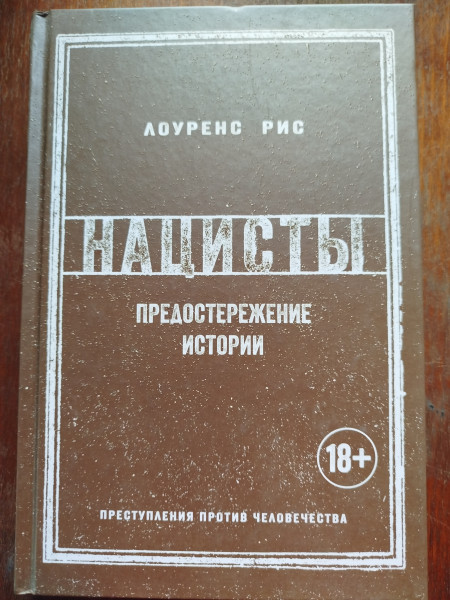 ЛОУРЕНС РИС
НАЦИСТЫ
ПРЕДОСТЕРЕЖЕНИЕ
ИСТОРИИ
18+
ПРЕСТУПЛЕНИЯ ПРОТИВ ЧЕЛОВЕЧЕСТВА